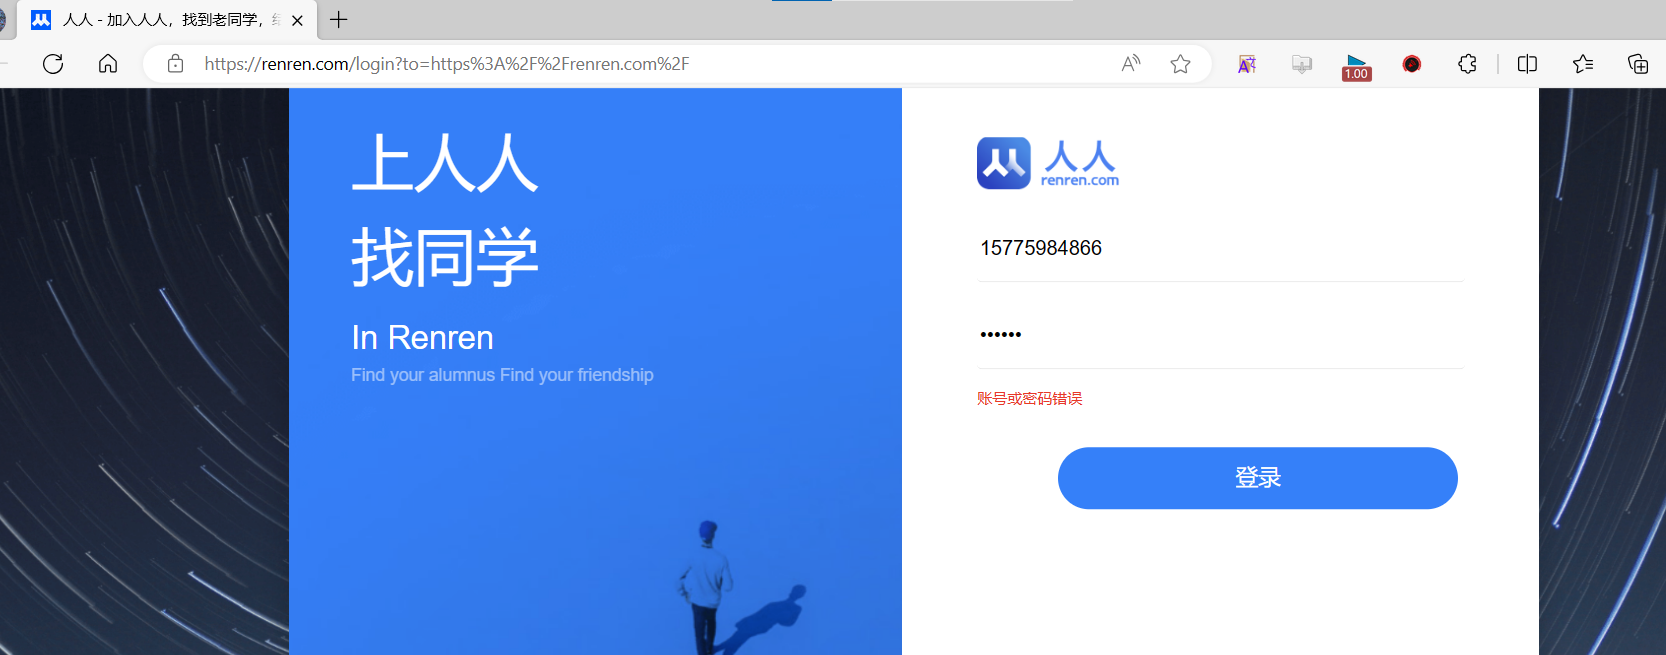 人人 - 加入人人，找到老同学，
https://renren.com/login?to=https%3A%2F%2Frenren.com%2F
1.00
上人人
找同学
In Renren
Find your alumnus Find your friendship
人人
renren.com
15775984866
••••••
账号或密码错误
登录